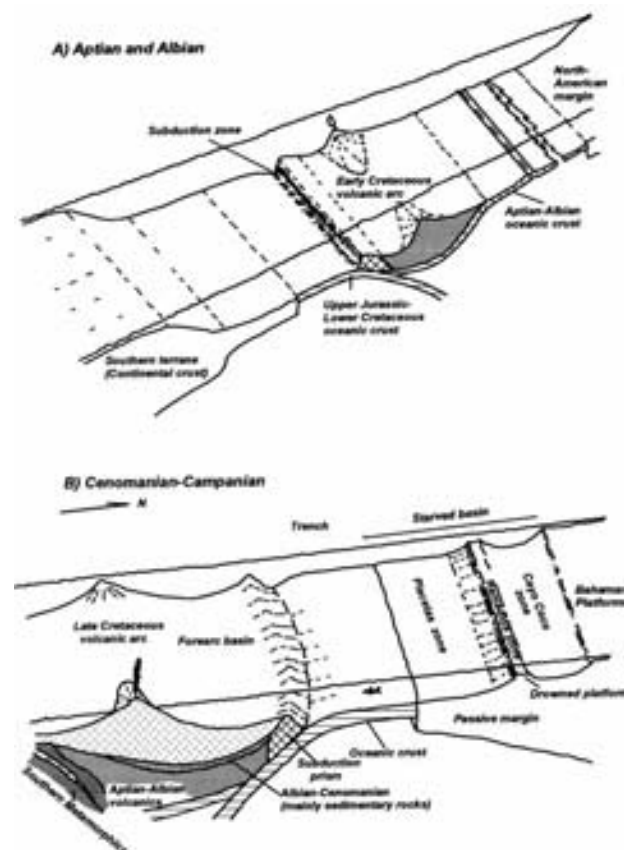 A) Aptian and Albian
North-
American
margin
Subduction zone
Early Cretaceous
volcanic arc
Aptian-Albian
oceanic crust
Upper Jurassic-
Lower Cretaceous
oceanic crust
Southern terrane
(Continental crust)
B) Cenomanian-Campanian
N
Trench
Starved basin
Late Cretaceous
volcanic arc
Forearc basin
Placetas zone
Cayo Coco
zone
Bahamas
Platform
Drowned platform
Passive margin
Oceanic crust
Subduction
prism
Aptian-Albian
volcanics
Albian-Cenomanian
(mainly sedimentary rocks)
Southern Metamorphics